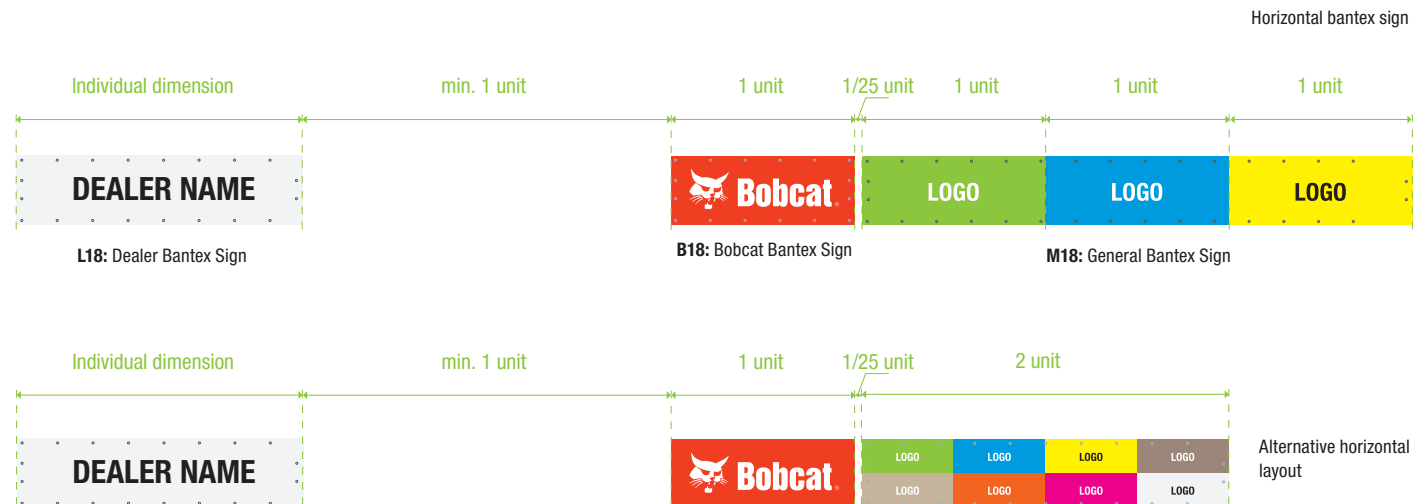 Horizontal bantex sign
Individual dimension min. 1 unit 1 unit 1/25 unit 1 unit 1 unit 1 unit
DEALER NAME Bobcat. LOGO LOGO LOGO
L18: Dealer Bantex Sign B18: Bobcat Bantex Sign M18: General Bantex Sign
Individual dimension min. 1 unit 1 unit 1/25 unit 2 unit
LOGO LOGO LOGO LOGO
DEALER NAME Bobcat.
LOGO LOGO LOGO LOGO
Alternative horizontal
layout